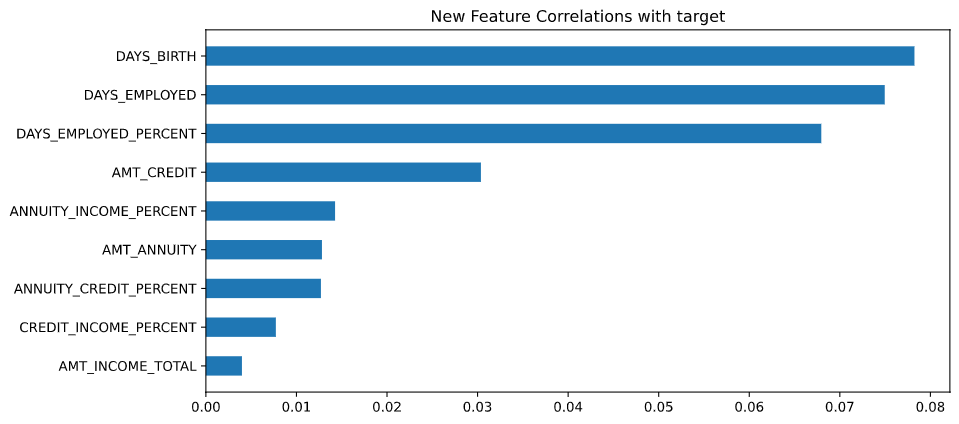 New Feature Correlations with target
DAYS_BIRTH
DAYS_EMPLOYED
DAYS_EMPLOYED_PERCENT
AMT_CREDIT
ANNUITY_INCOME_PERCENT
AMT_ANNUITY
ANNUITY_CREDIT_PERCENT
CREDIT_INCOME_PERCENT
AMT_INCOME_TOTAL
0.00 0.01 0.02 0.03 0.04 0.05 0.06 0.07 0.08